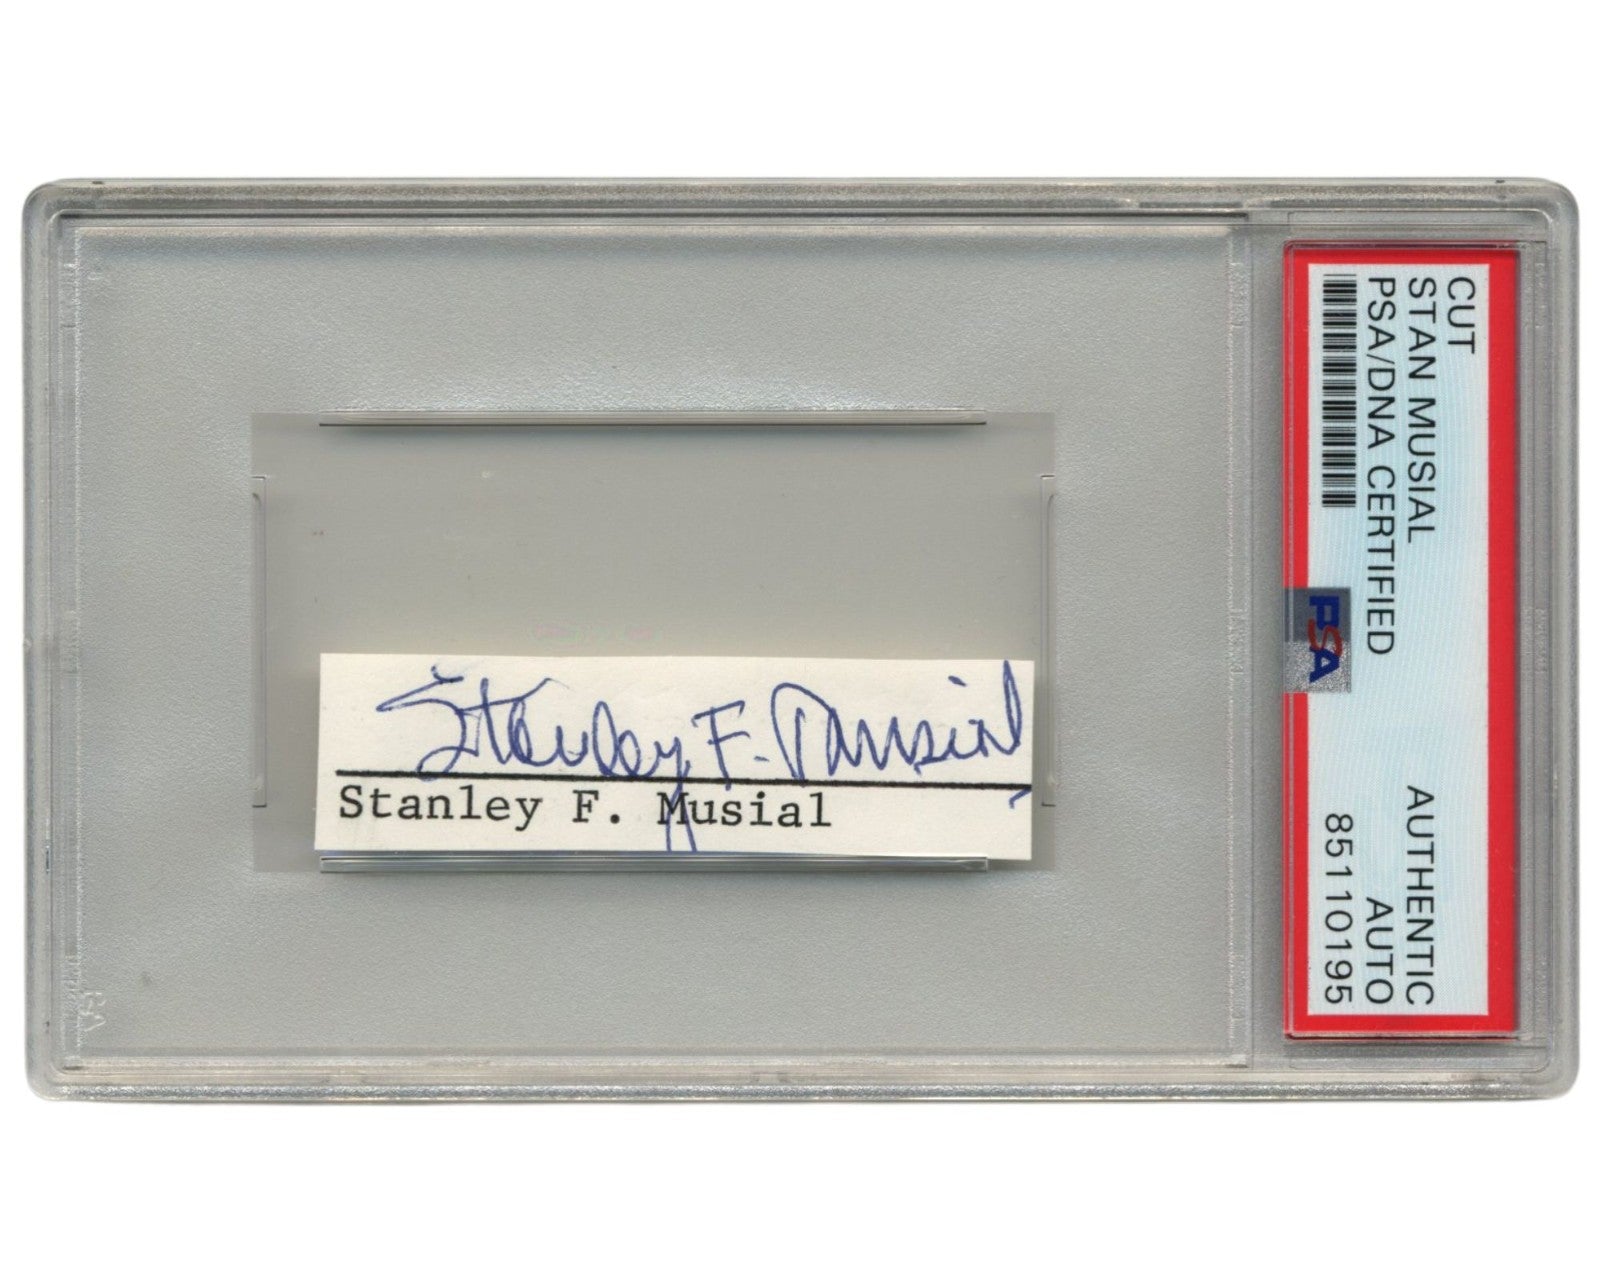 Stanley F. Musial
Stanley F. Musial
CUT
STAN MUSIAL
PSA/DNA CERTIFIED
AUTHENTIC
AUTO
85110195
PSA